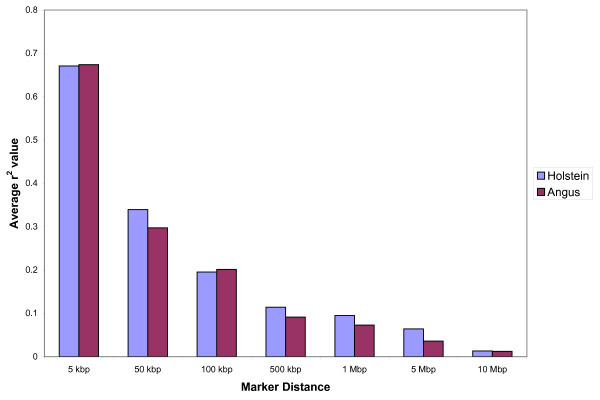 0.8
0.7
0.6
0.5
0.4
0.3
0.2
0.1
0
Average r² value
5 kbp
50 kbp
100 kbp
500 kbp
1 Mbp
5 Mbp
10 Mbp
Marker Distance
Holstein
Angus